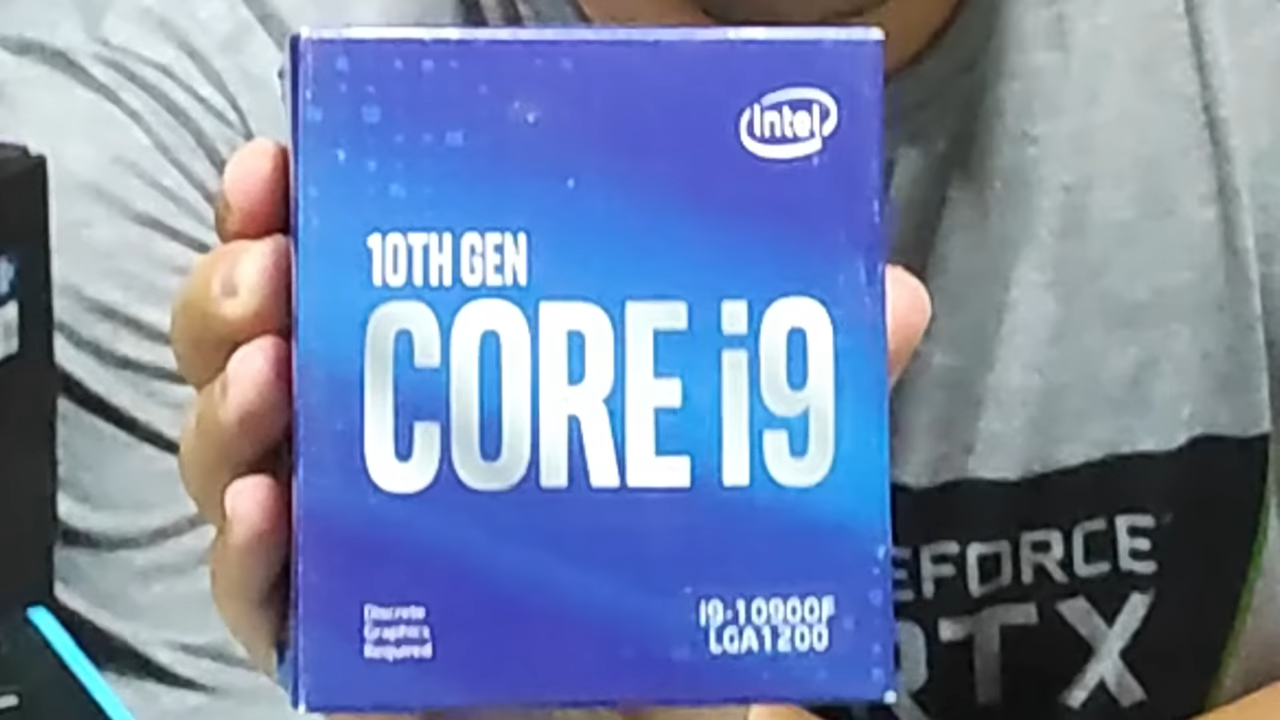 intel
10TH GEN
CORE i9
Discrete
Graphics
Required
i9-10900F
LGA1200
EFORCE
RTX